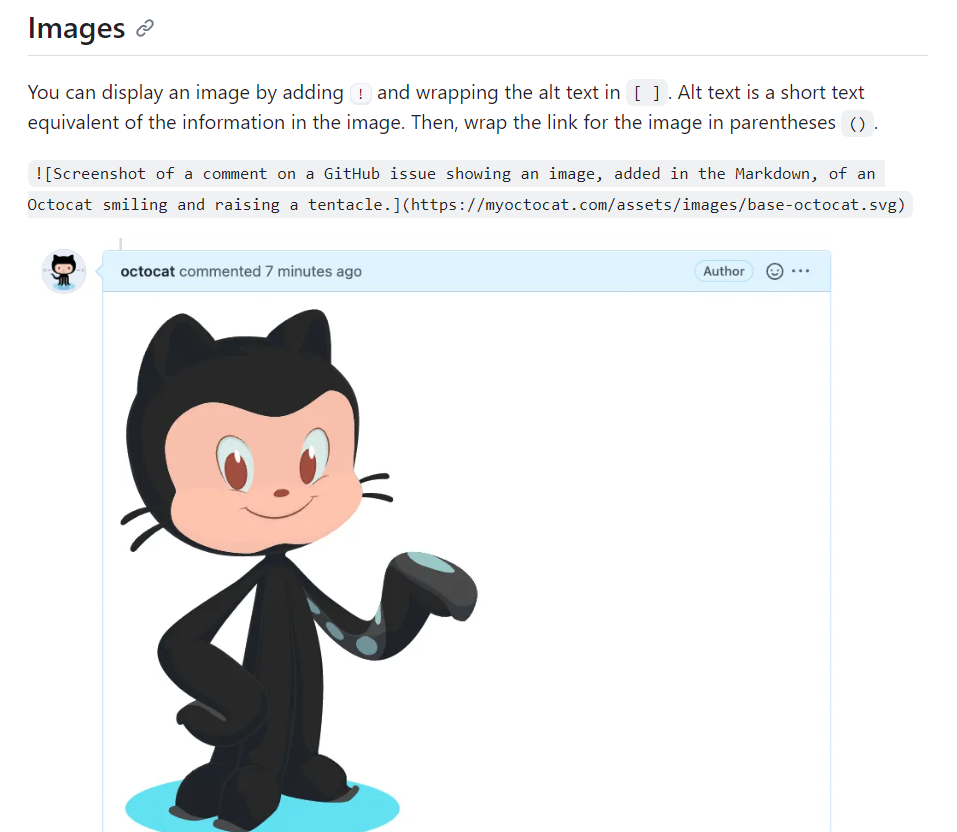 Images
You can display an image by adding ! and wrapping the alt text in [ ]. Alt text is a short text
equivalent of the information in the image. Then, wrap the link for the image in parentheses ().
![Screenshot of a comment on a GitHub issue showing an image, added in the Markdown, of an
Octocat smiling and raising a tentacle.](https://myoctocat.com/assets/images/base-octocat.svg)
octocat commented 7 minutes ago Author